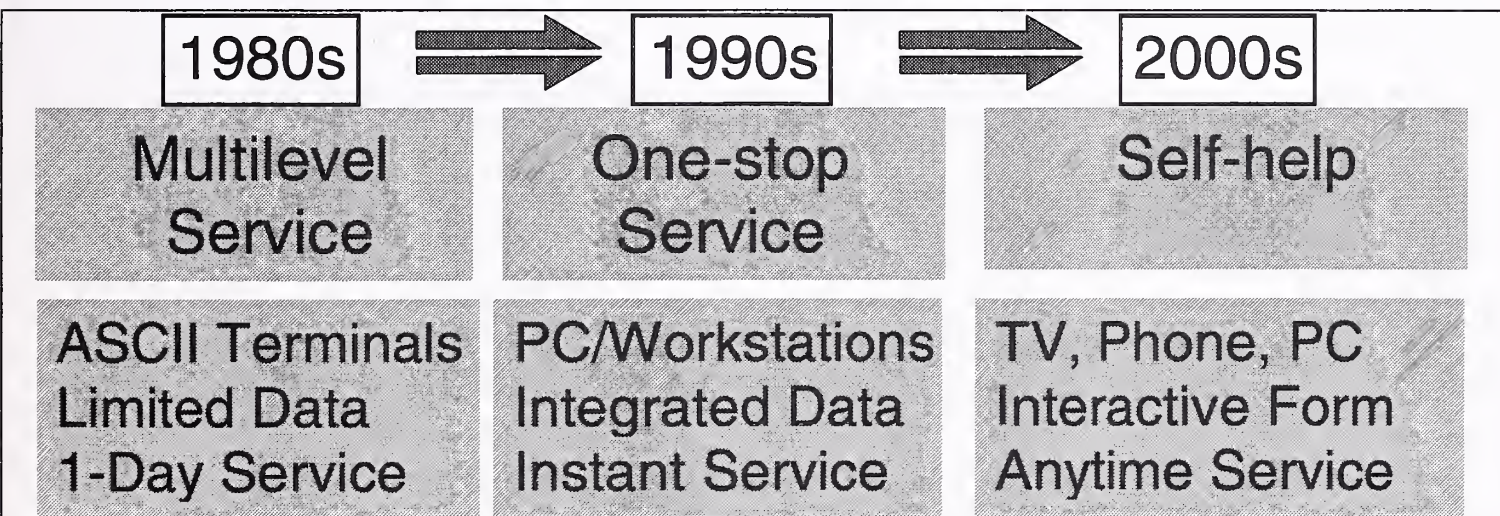 1980s
1990s
2000s
Multilevel
Service
One-stop
Service
Self-help
ASCII Terminals
Limited Data
1-Day Service
PC/Workstations
Integrated Data
Instant Service
TV, Phone, PC
Interactive Form
Anytime Service